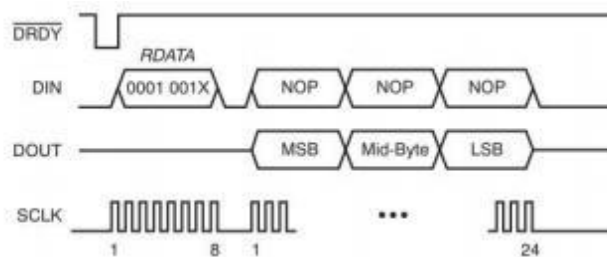 DRDY
RDATA
DIN 0001 001X NOP NOP NOP
DOUT MSB Mid-Byte LSB
SCLK •••
1 8 1 24